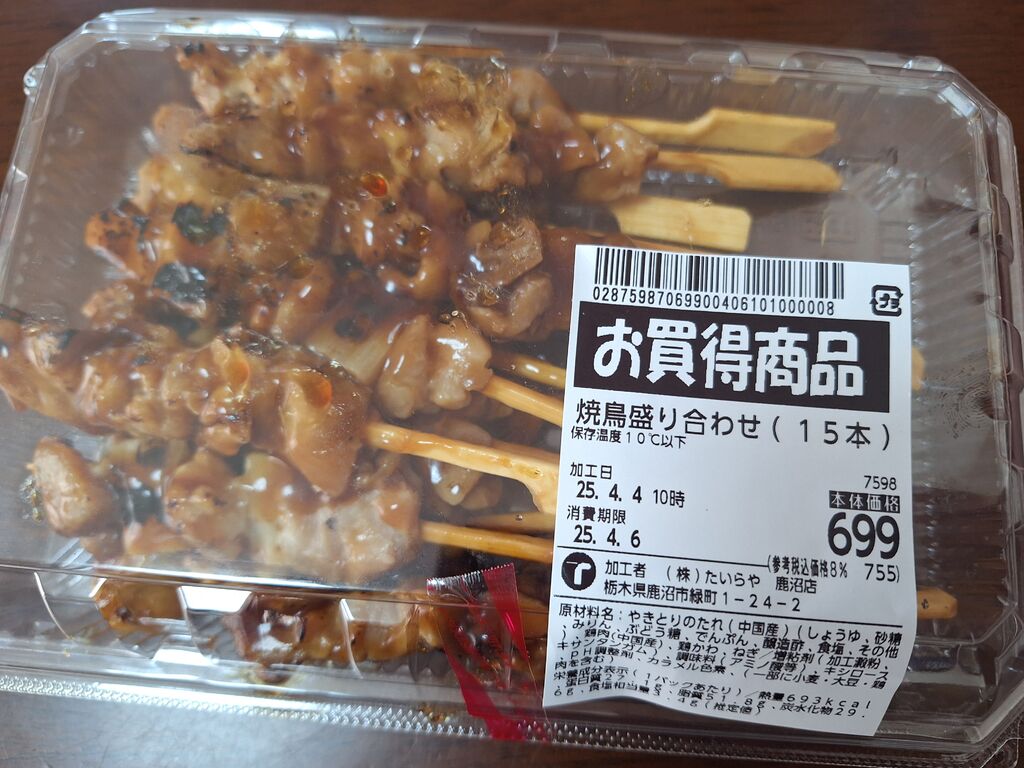 0287598706990040610100​0008
お買得商品
焼鳥盛り合わせ(15本)
保存温度10℃以下
加工日
25.4.4 10時
7598
消費期限
25.4.6
本体価格
699
(参考税込価格8% 755)
加工者 (株)たいらや 鹿沼店
栃木県鹿沼市緑町1-24-2
原材料名:やきとりのたれ(中国産)(しょうゆ、砂糖
、みりん、ぶどう糖、でんぷん、醸造酢、食塩、その他
)、鶏肉(中国産)、鶏かわ、ねぎ、増粘剤(加工澱粉、
キサンタンガム)、調味料(アミノ酸等)、キシロース
、pH調整剤、カラメル色素、(一部に小麦・大豆・鶏
肉を含む)
栄養成分表示(1パックあたり)/熱量693kcal